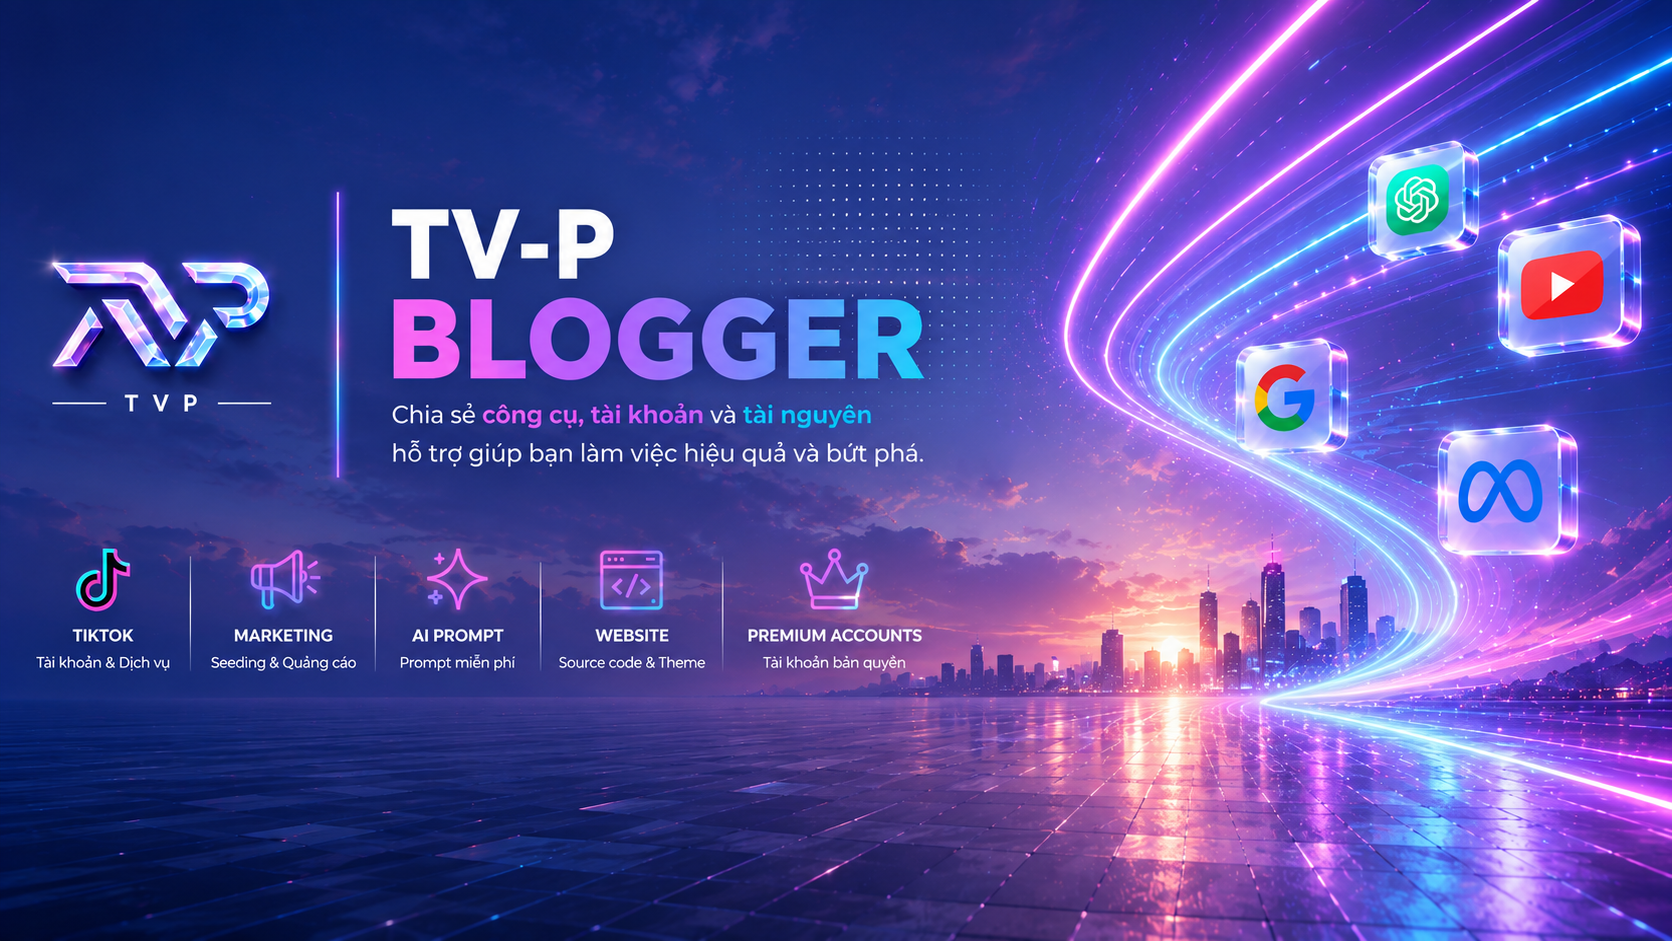 TVP
TVP
TV-P
BLOGGER
Chia sẻ công cụ, tài khoản và tài nguyên
hỗ trợ giúp bạn làm việc hiệu quả và bứt phá.
TIKTOK
Tài khoản & Dịch vụ
MARKETING
Seeding & Quảng cáo
AI PROMPT
Prompt miễn phí
</>
WEBSITE
Source code & Theme
PREMIUM ACCOUNTS
Tài khoản bản quyền
G